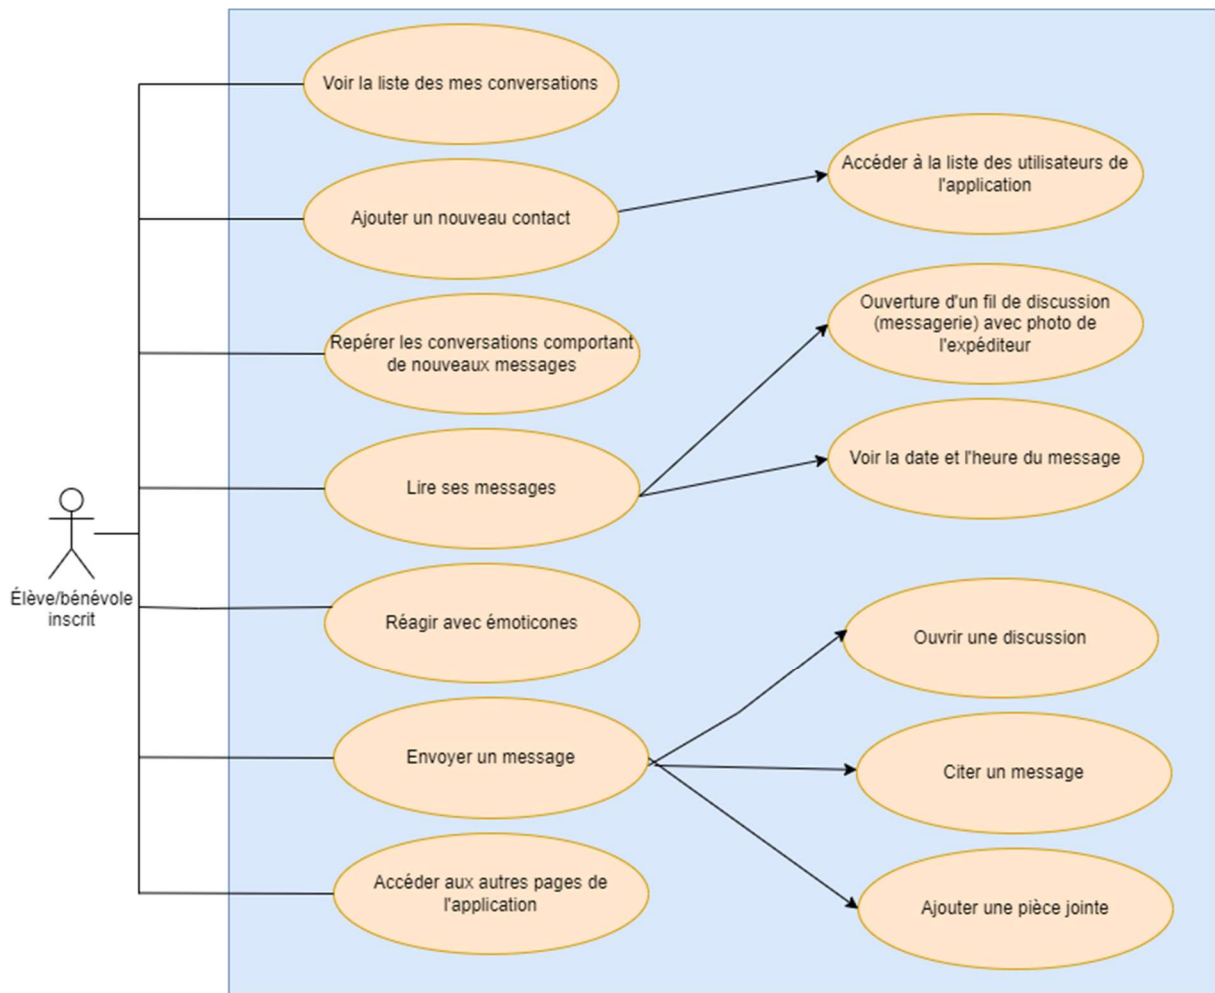 Voir la liste des mes conversations
Accéder à la liste des utilisateurs de
l'application
Ajouter un nouveau contact
Ouverture d'un fil de discussion
(messagerie) avec photo de
l'expéditeur
Repérer les conversations comportant
de nouveaux messages
Voir la date et l'heure du message
Lire ses messages
Élève/bénévole
inscrit
Réagir avec émoticones
Ouvrir une discussion
Envoyer un message
Citer un message
Accéder aux autres pages de
l'application
Ajouter une pièce jointe